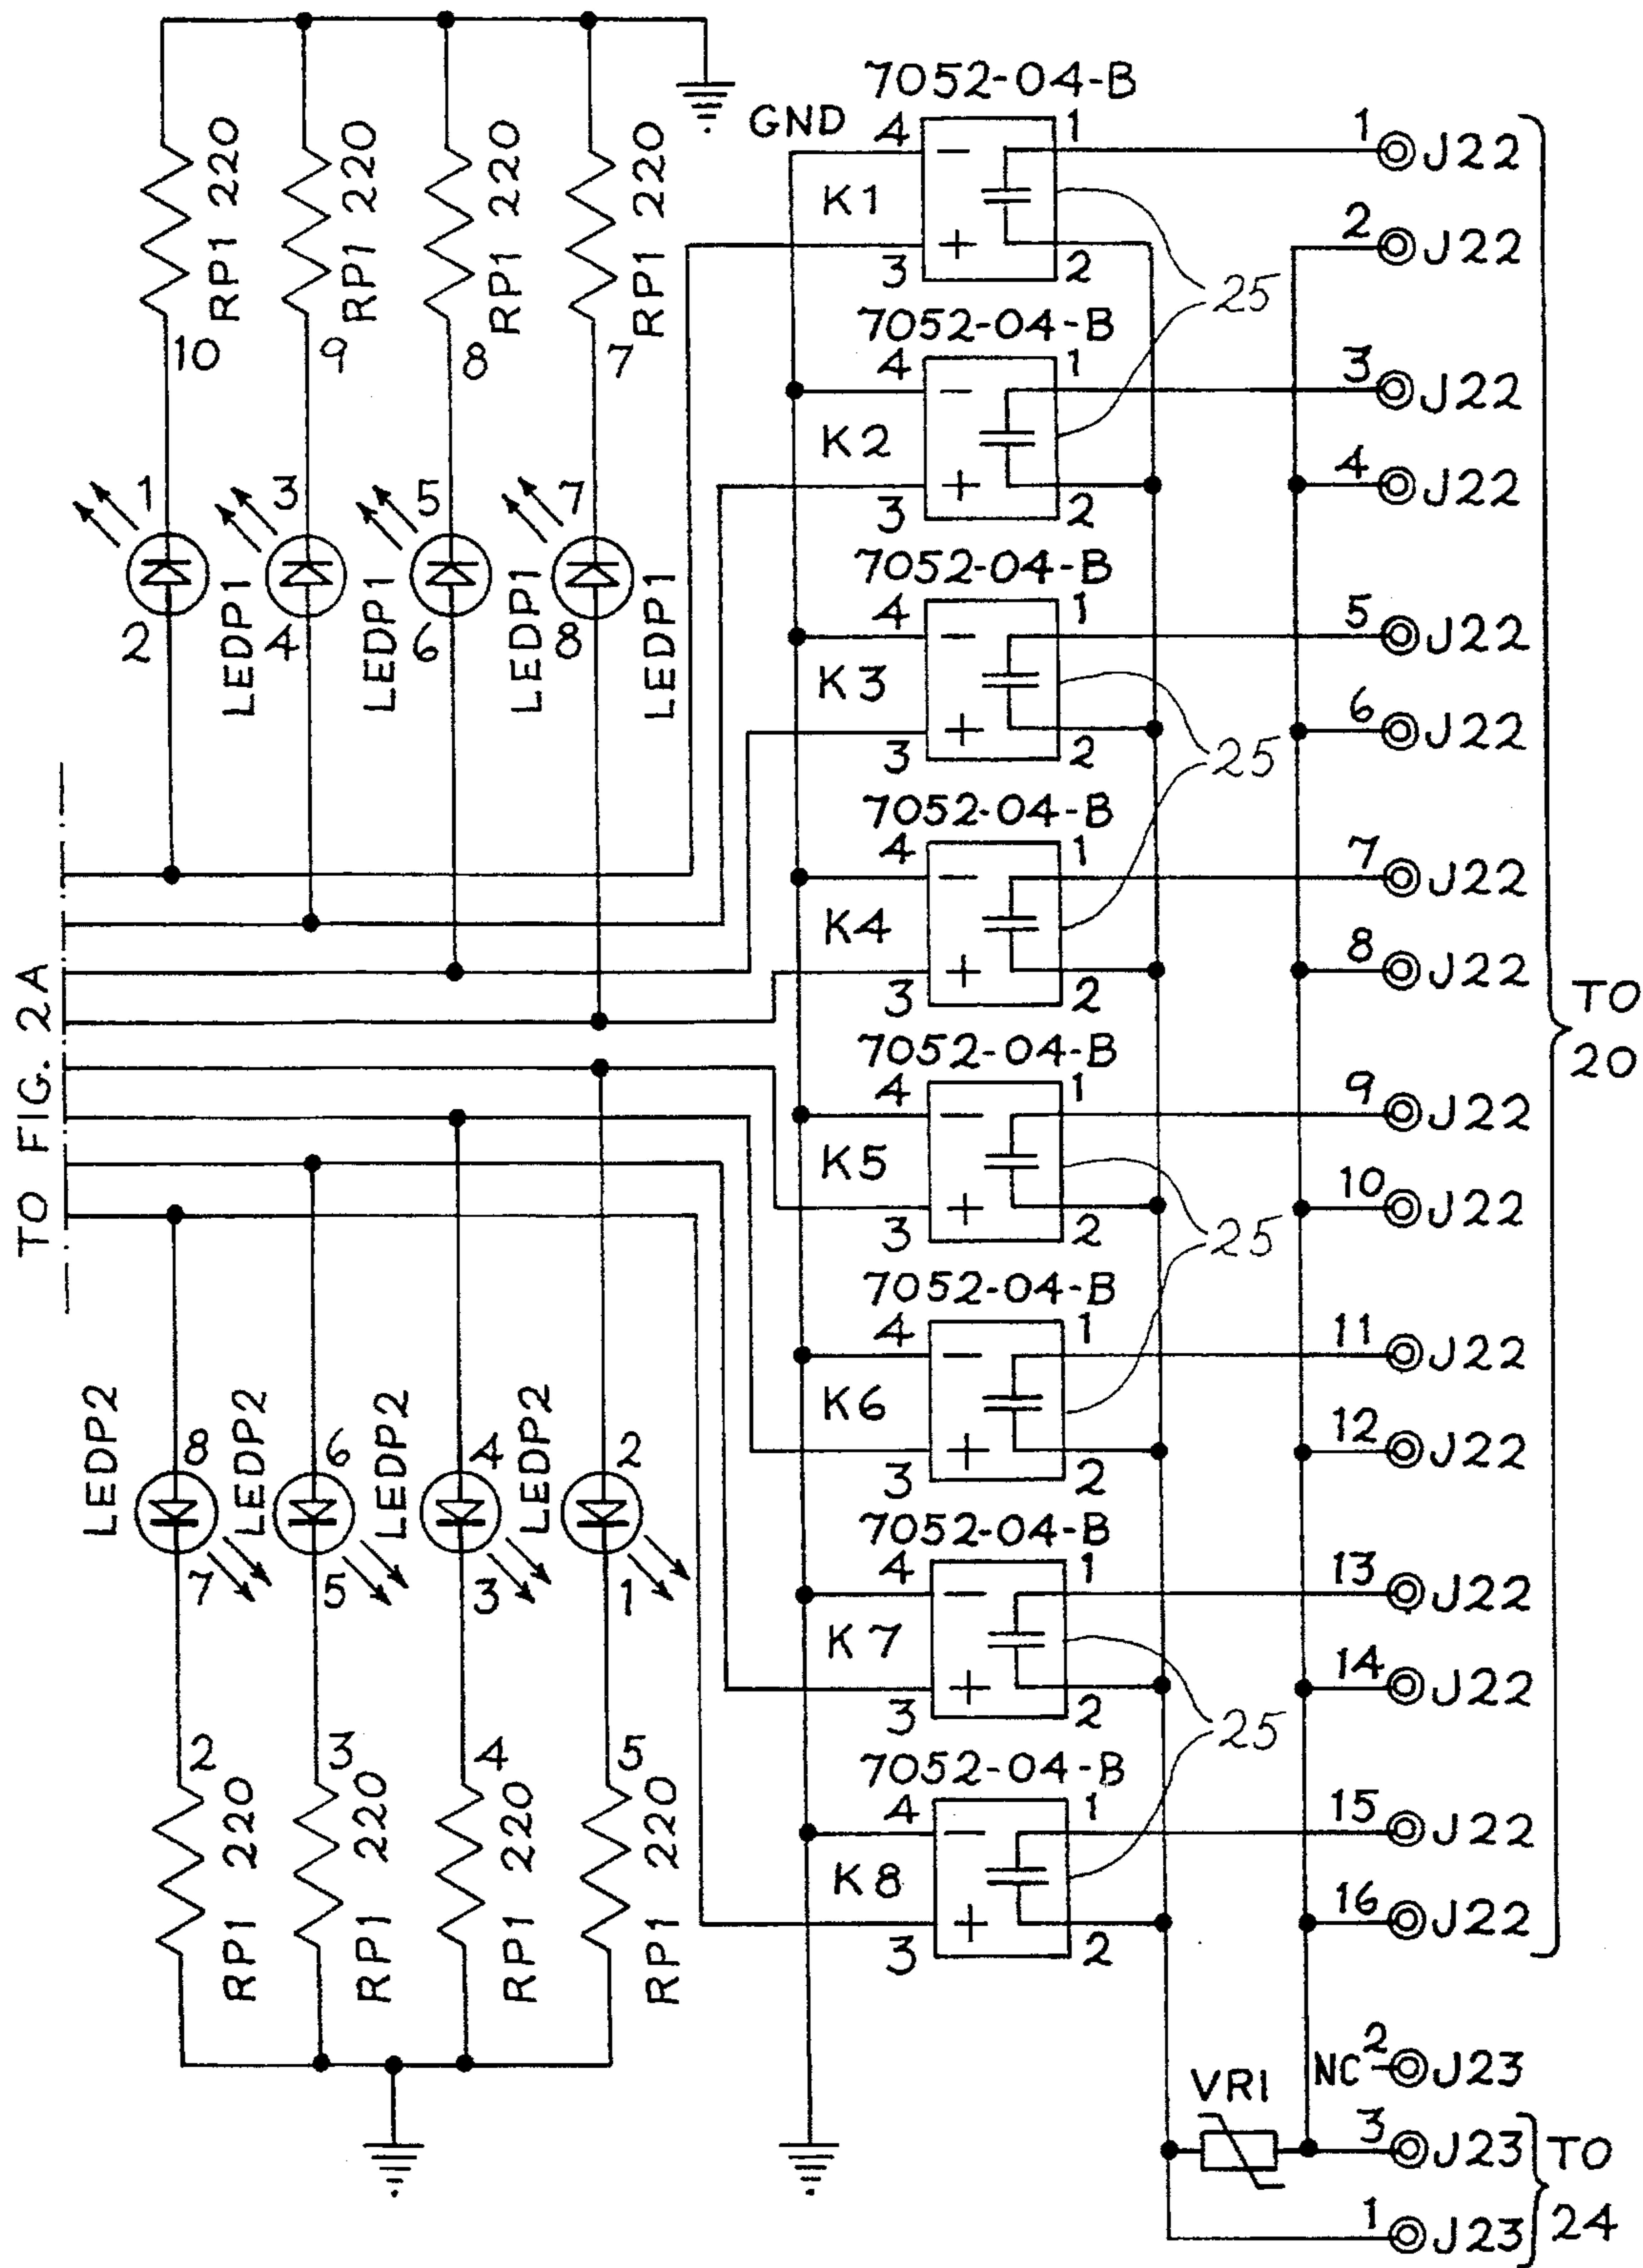 7052-04-B
GND 4 1
K1
3 2
1 J22
2 J22
25
RP1 220
RP1 220
RP1 220
RP1 220
10 9 8 7
7052-04-B
4 1
K2
3 2
3 J22
4 J22
1 3 5 7
2 4 6 8
LEDP1
LEDP1
LEDP1
LEDP1
7052-04-B
4 1
K3
3 2
5 J22
6 J22
25
7052-04-B
4 1
K4
3 2
7 J22
8 J22
TO FIG. 2A
TO
20
7052-04-B
4 1
K5
3 2
9 J22
10 J22
25
7052-04-B
4 1
K6
3 2
11 J22
12 J22
LEDP2
LEDP2
LEDP2
LEDP2
8 6 4 2
7 5 3 1
7052-04-B
4 1
K7
3 2
13 J22
14 J22
25
2 3 4 5
RP1 220
RP1 220
RP1 220
RP1 220
7052-04-B
4 1
K8
3 2
15 J22
16 J22
NC 2 J23
VR1
3 J23
1 J23
TO
24